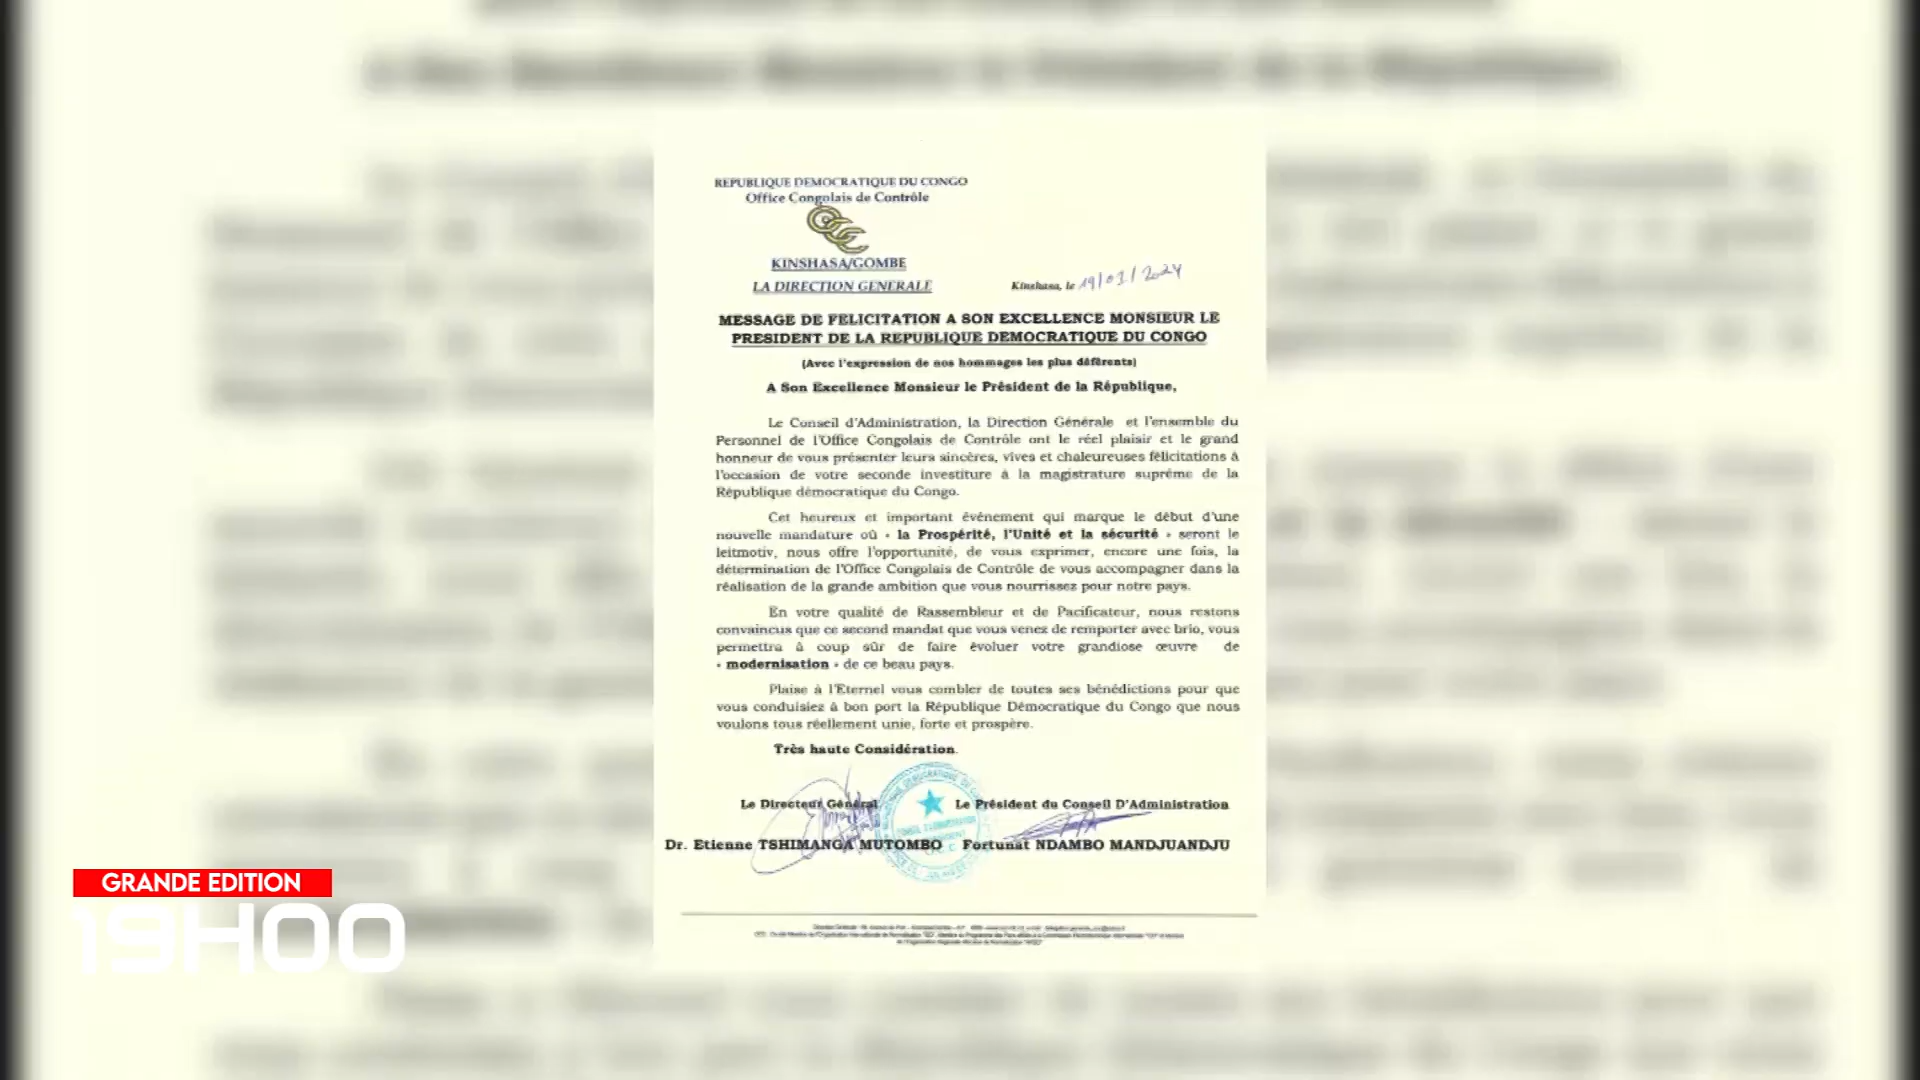 REPUBLIQUE DEMOCRATIQUE DU CONGO
Office Congolais de Contrôle
OCC
KINSHASA/GOMBE
LA DIRECTION GENERALE
Kinshasa, le 19/01/2024
MESSAGE DE FELICITATION A SON EXCELLENCE MONSIEUR LE
PRESIDENT DE LA REPUBLIQUE DEMOCRATIQUE DU CONGO
(Avec l'expression de nos hommages les plus déférents)
A Son Excellence Monsieur le Président de la République,
Le Conseil d'Administration, la Direction Générale et l'ensemble du
Personnel de l'Office Congolais de Contrôle ont le réel plaisir et le grand
honneur de vous présenter leurs sincères, vives et chaleureuses félicitations à
l'occasion de votre seconde investiture à la magistrature suprême de la
République démocratique du Congo.
Cet heureux et important événement qui marque le début d'une
nouvelle mandature où « la Prospérité, l'Unité et la sécurité » seront le
leitmotiv, nous offre l'opportunité, de vous exprimer, encore une fois, la
détermination de l'Office Congolais de Contrôle de vous accompagner dans la
réalisation de la grande ambition que vous nourrissez pour notre pays.
En votre qualité de Rassembleur et de Pacificateur, nous restons
convaincus que ce second mandat que vous venez de remporter avec brio, vous
permettra à coup sûr de faire évoluer votre grandiose œuvre de
« modernisation » de ce beau pays.
Plaise à l'Eternel vous combler de toutes ses bénédictions pour que
vous conduisiez à bon port la République Démocratique du Congo que nous
voulons tous réellement unie, forte et prospère.
Très haute Considération.
Le Directeur Général
Le Président du Conseil D'Administration
Dr. Etienne TSHIMANGA MUTOMBO
Fortunat NDAMBO MANDJUANDJU
GRANDE EDITION
19H00